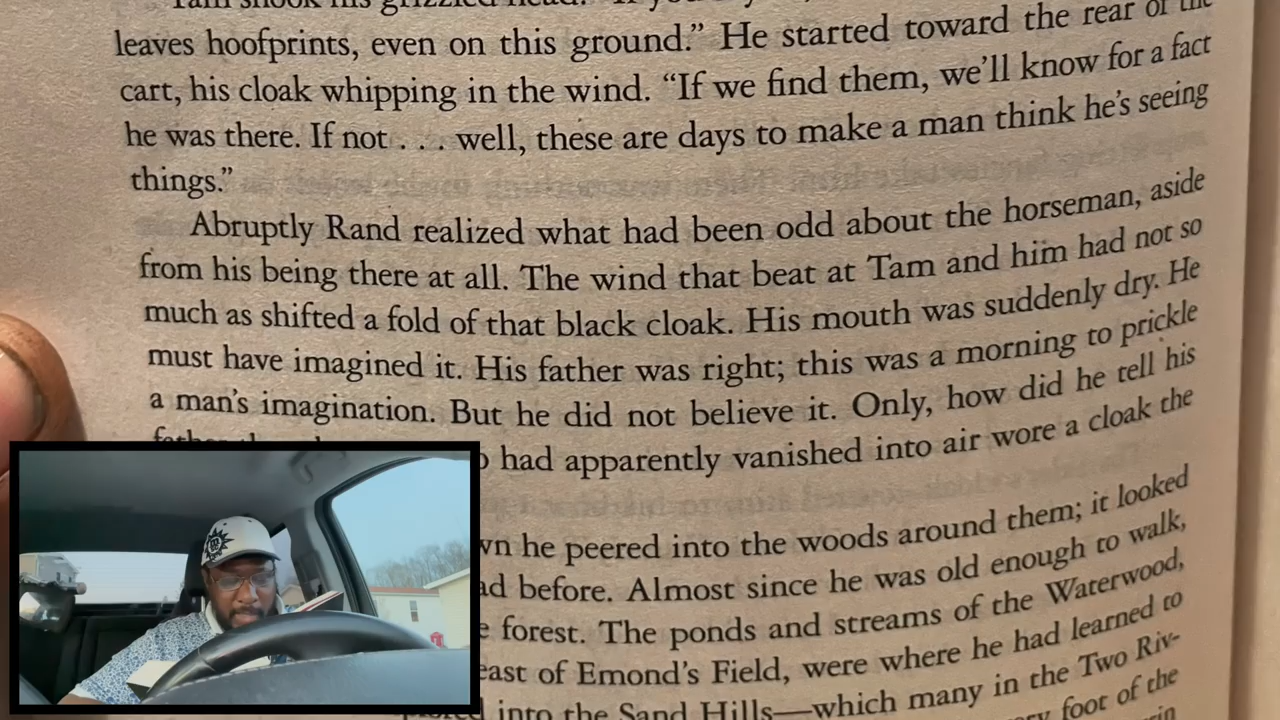 leaves hoofprints, even on this ground.” He started toward the rear of the
cart, his cloak whipping in the wind. “If we find them, we’ll know for a fact
he was there. If not . . . well, these are days to make a man think he’s seeing
things.”
Abruptly Rand realized what had been odd about the horseman, aside
from his being there at all. The wind that beat at Tam and him had not so
much as shifted a fold of that black cloak. His mouth was suddenly dry. He
must have imagined it. His father was right; this was a morning to prickle
a man’s imagination. But he did not believe it. Only, how did he tell his
had apparently vanished into air wore a cloak the
he peered into the woods around them; it looked
before. Almost since he was old enough to walk,
forest. The ponds and streams of the Waterwood,
east of Emond’s Field, were where he had learned to
into the Sand Hills—which many in the Two Riv-
foot of the